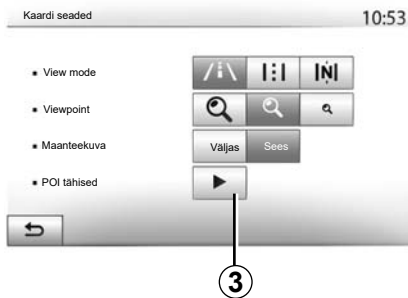 Kaardi seaded 10:53
View mode N
Viewpoint
Maanteekuva Väljas Sees
POI tähised
3